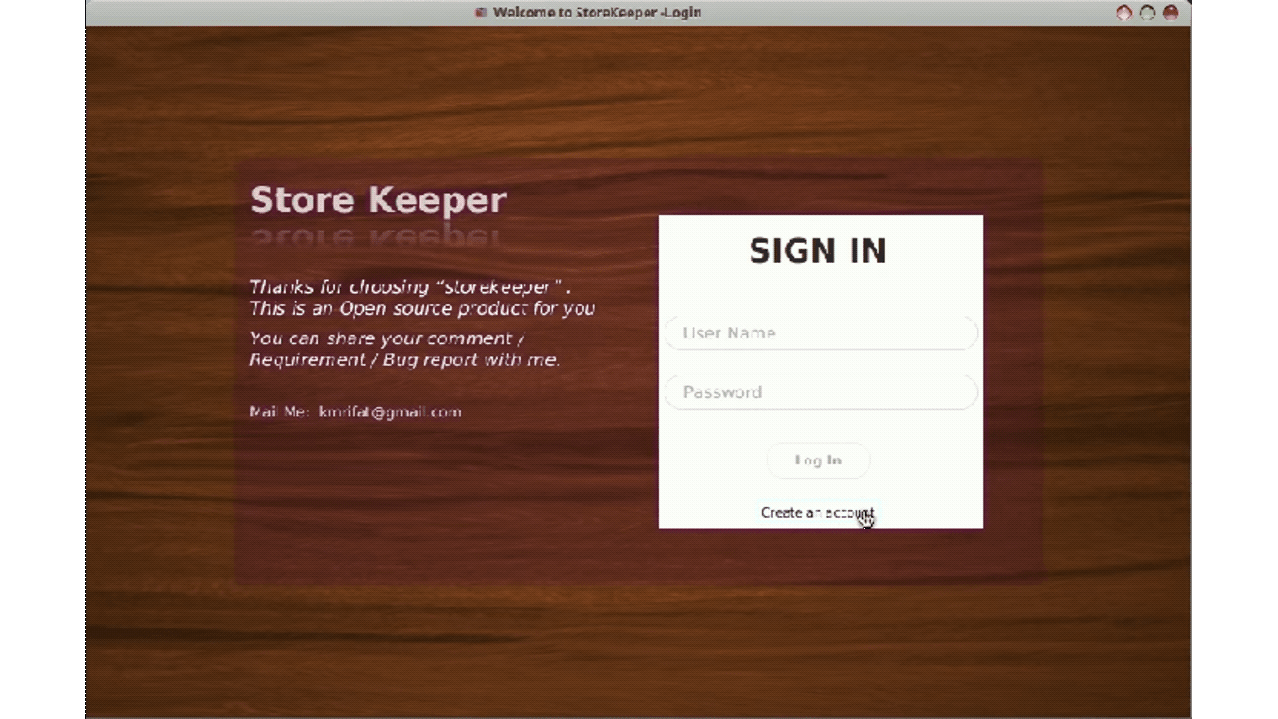 Welcome to StoreKeeper -Login
Store Keeper
Thanks for choosing “storekeeper” .
This is an Open source product for you
You can share your comment /
Requirement / Bug report with me.
Mail Me: kmrifat@gmail.com
SIGN IN
User Name
Password
Log In
Create an account